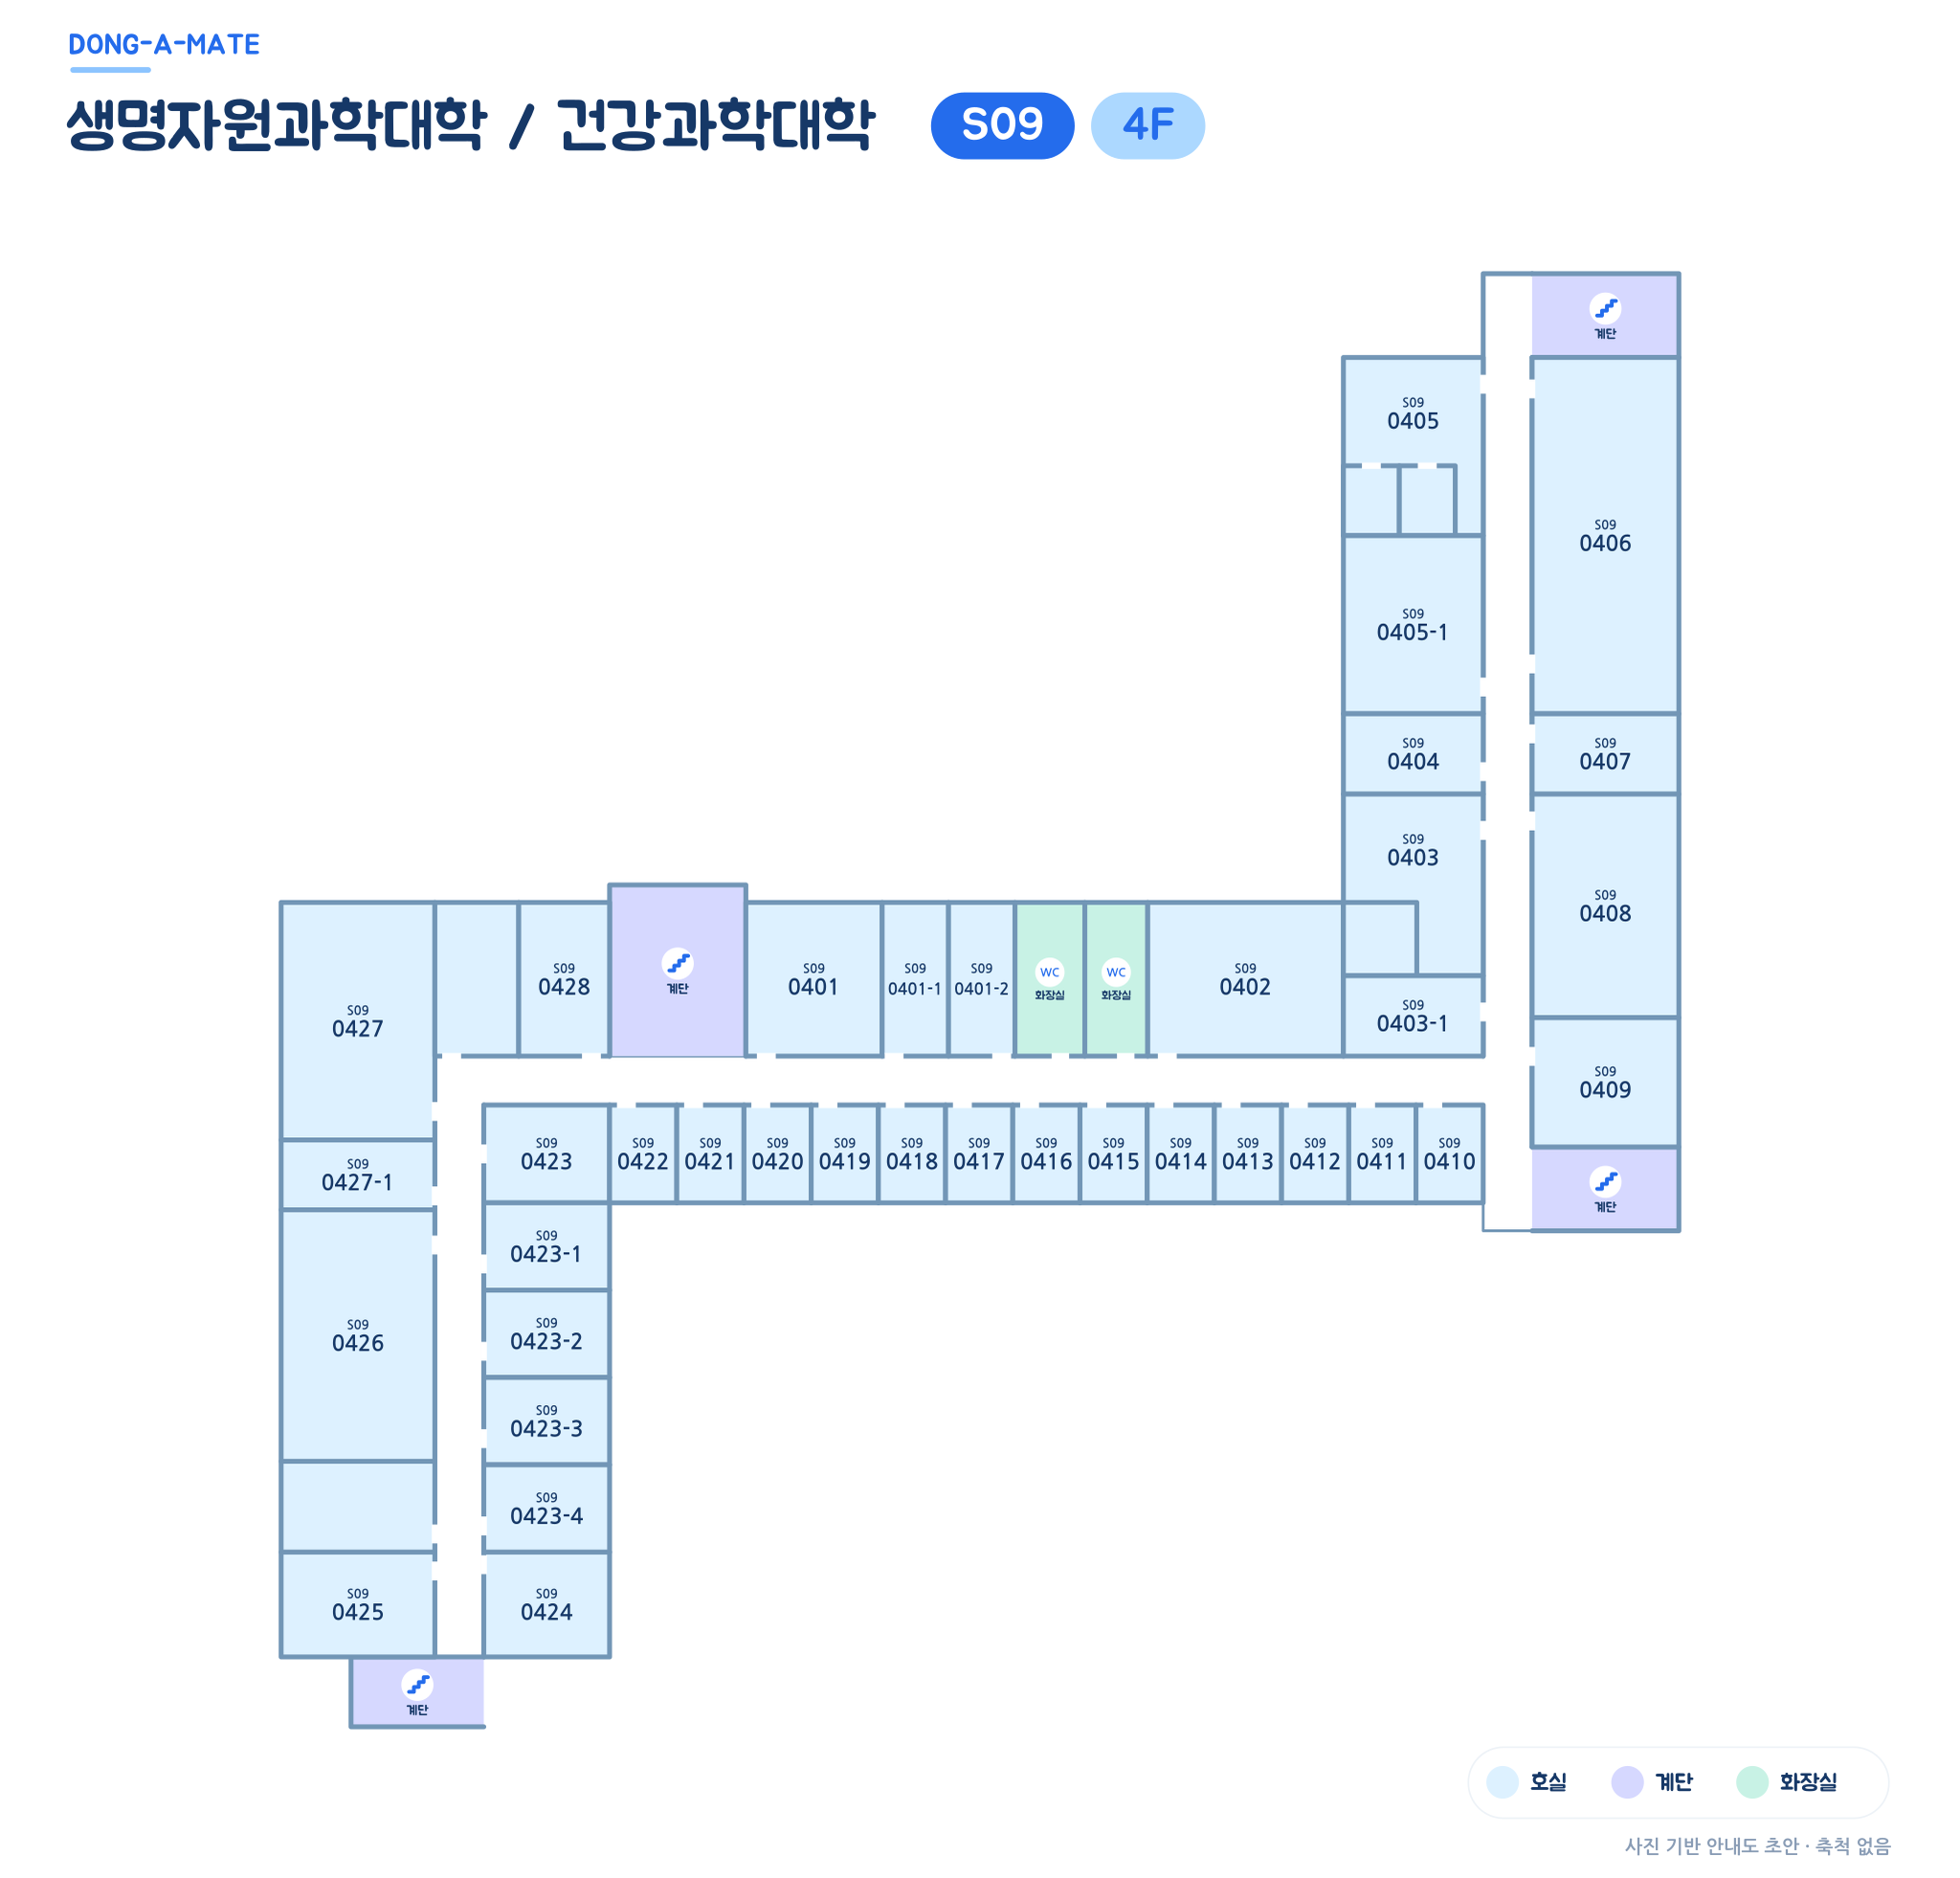 DONG-A-MATE
생명자원과학대학 / 건강과학대학 S09 4F
계단
S09
0405
S09
0406
S09
0405-1
S09
0404
S09
0407
S09
0403
S09
0408
S09
0427
S09
0428
계단
S09
0401
S09
0401-1
S09
0401-2
WC
화장실
WC
화장실
S09
0402
S09
0403-1
S09
0409
S09
0427-1
S09
0423
S09
0422
S09
0421
S09
0420
S09
0419
S09
0418
S09
0417
S09
0416
S09
0415
S09
0414
S09
0413
S09
0412
S09
0411
S09
0410
계단
S09
0423-1
S09
0426
S09
0423-2
S09
0423-3
S09
0423-4
S09
0425
S09
0424
계단
호실 계단 화장실
사진 기반 안내도 초안 · 축척 없음